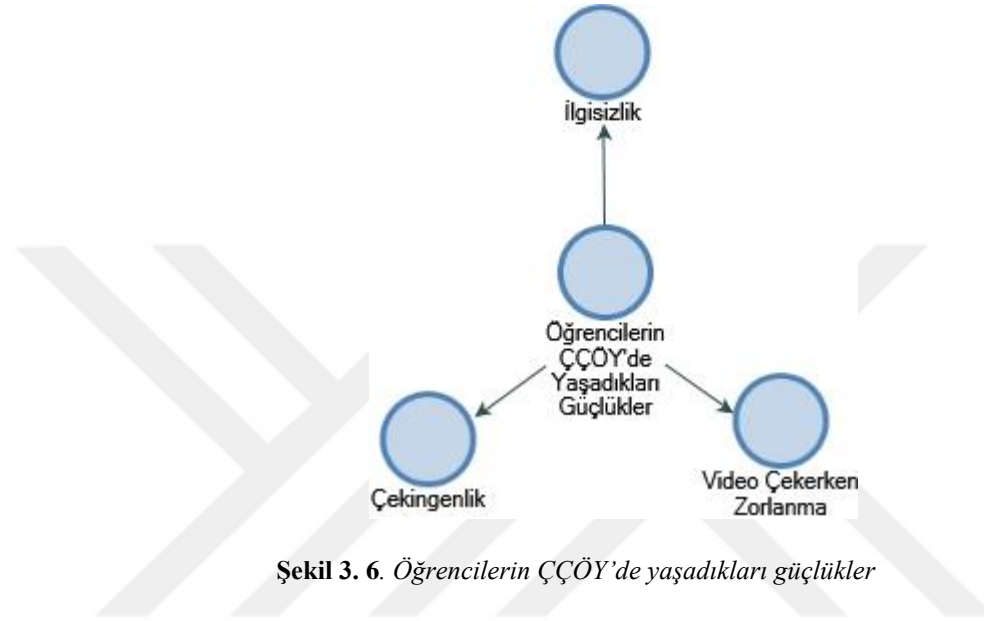 İlgisizlik
Öğrencilerin
ÇÇÖY'de
Yaşadıkları
Güçlükler
Çekingenlik
Video Çekerken
Zorlanma
Şekil 3. 6. Öğrencilerin ÇÇÖY’de yaşadıkları güçlükler